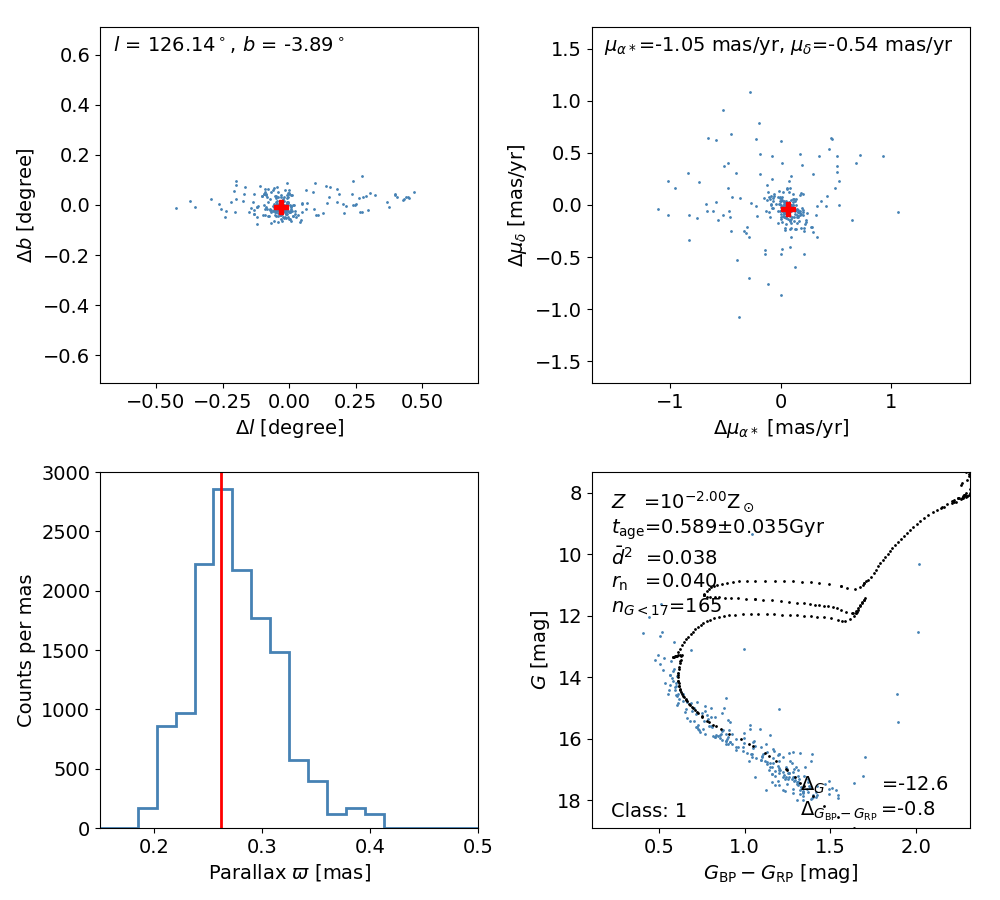 l = 126.14°, b = -3.89°
0.6
0.4
0.2
0.0
−0.2
−0.4
−0.6
Δb [degree]
−0.50 −0.25 0.00 0.25 0.50
Δl [degree]
μα∗=-1.05 mas/yr, μδ=-0.54 mas/yr
1.5
1.0
0.5
0.0
−0.5
−1.0
−1.5
Δμδ [mas/yr]
−1 0 1
Δμα∗ [mas/yr]
3000
2500
2000
1500
1000
500
0
Counts per mas
0.2 0.3 0.4 0.5
Parallax ϖ [mas]
Z =10^−2.00 Z⊙
t_age=0.589±0.035Gyr
d̄² =0.038
r_n =0.040
n_G<17=165
8
10
12
14
16
18
G [mag]
Δ_G =-12.6
Class: 1
Δ_G_BP−G_RP =-0.8
0.5 1.0 1.5 2.0
G_BP − G_RP [mag]